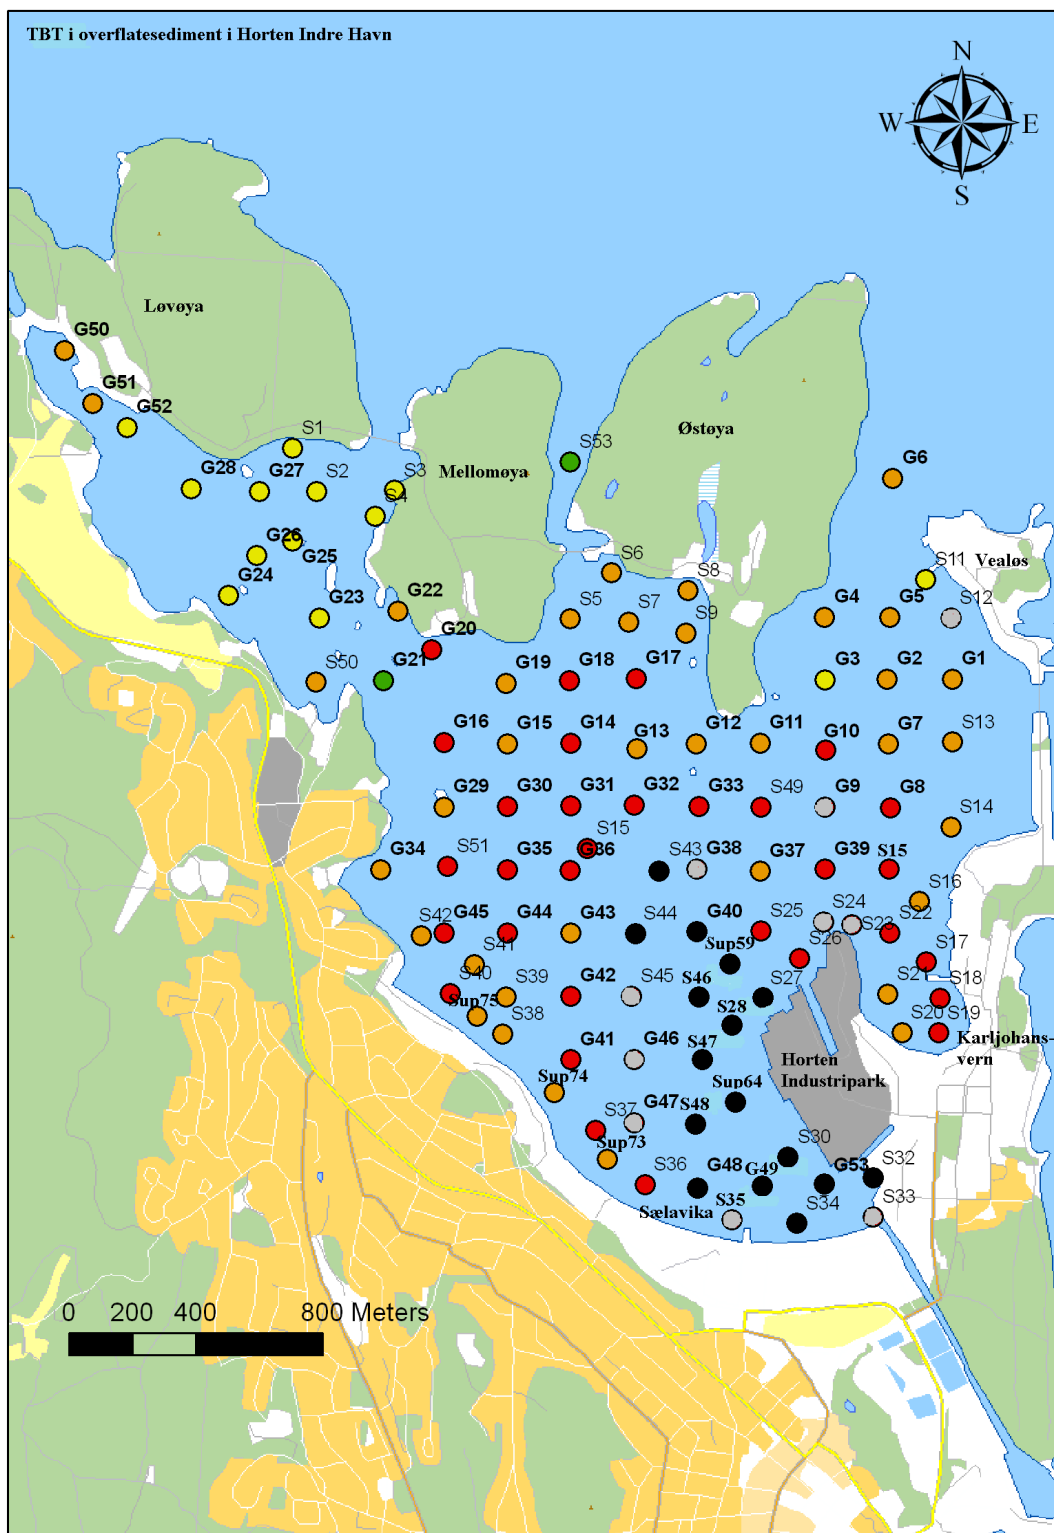 TBT i overflatesediment i Horten Indre Havn
N
W
E
S
Løvøya
G50
G51
G52
S1
Østøya
S53
G6
Mellomøya
G28
G27
S2
S3
S4
G26
G25
G24
S6
S8
S11
Vealøs
G23
G22
S5
S7
S9
G4
G5
S12
G20
S50
G21
G19
G18
G17
G3
G2
G1
G16
G15
G14
G13
G12
G11
G10
G7
S13
G29
G30
G31
G32
G33
S49
G9
G8
S14
S15
G34
S51
G35
G36
S43
G38
G37
G39
S15
S16
S42
G45
G44
G43
S44
G40
S25
S24
S23
S22
S41
Sup59
S26
S17
S40
Sup75
S39
G42
S45
S46
S27
S21
S18
S38
S28
S20
S19
G41
G46
S47
Horten
Industripark
Karljohans-
vern
Sup74
Sup64
S37
G47
S48
Sup73
S30
S36
G48
G49
G53
S32
Sælavika
S35
S34
S33
0
200
400
800 Meters